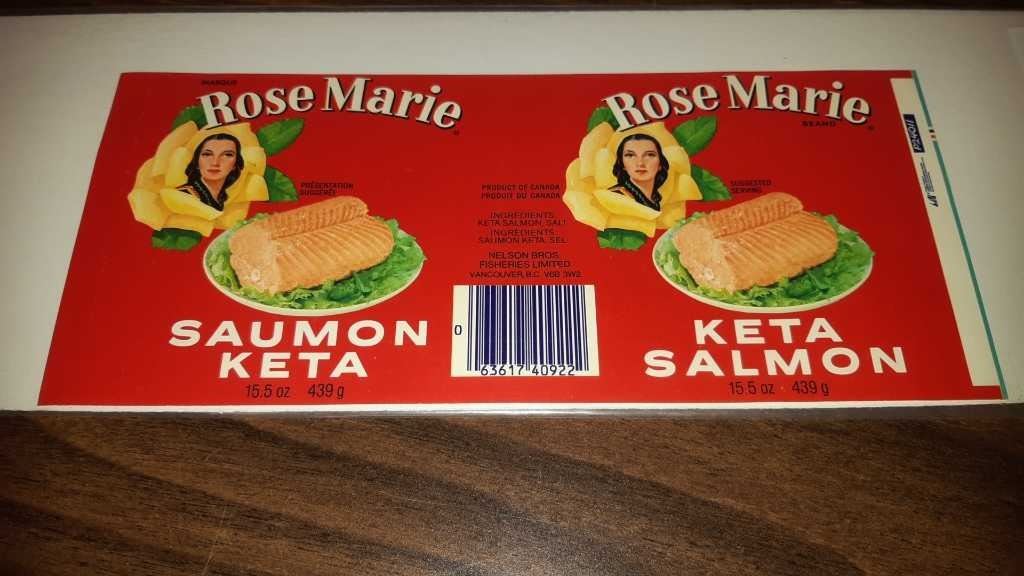 MARQUE
Rose Marie
PRÉSENTATION
SUGGÉRÉE
SAUMON
KETA
15.5 oz 439 g
PRODUCT OF CANADA
PRODUIT DU CANADA
INGREDIENTS:
KETA SALMON, SALT
INGRÉDIENTS:
SAUMON KETA, SEL
NELSON BROS.
FISHERIES LIMITED
VANCOUVER, B.C. V6B 3W2
0
63617 40922
Rose Marie
BRAND
SUGGESTED
SERVING
KETA
SALMON
15.5 oz 439 g